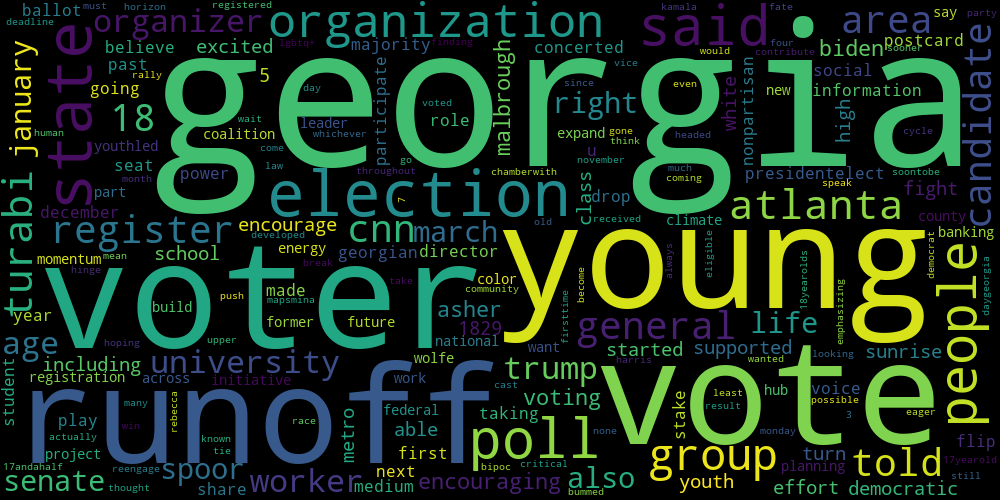 ballot must horizon registered kamala fate party
deadline organizer organization said area say
upper
believe excited majority concerted biden postcard
lgbtq+ finding would four sooner
past rally vice contribute
going 5 day since even social candidate
january state georgia participate malbrough right white nonpartisan new information
18 coalition leader voted role expand gone high
human wait whichever u think headed cycle
youthled come go november much
seat power law throughout chamberwith class coming presidentelect soontobe
month part election 7 drop speak fight
december old received atlanta
turrabi register encourage cnn march climate county
developed young always eligible banking
momentum school energy georgian director democrat
mean hinge made break take color community become 18yearolds emphasizing people daygeorgia
voter build push mapsmina asher firsttime
year former future 1829 general life
age hoping national want started supported looking sunrise
including university wolfe harris wanted
registration across initiative work trump hub voice
student many rebecca cast voting least possible
runoff federal taking stake result vote 3 eager
play race metro able poll none monday
actually known first bipoc group turn told
project tie next critical also flip
17andahalf spoor encouraging planning 17yearold
senate reengage worker medium bummed youth effort democratic still
thought share win